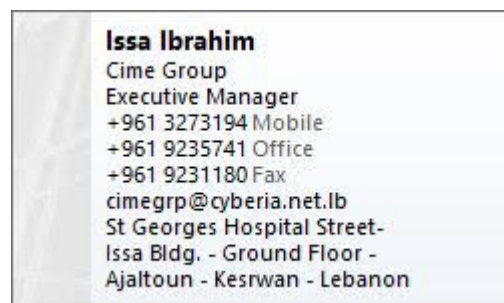 Issa Ibrahim
Cime Group
Executive Manager
+961 3273194 Mobile
+961 9235741 Office
+961 9231180 Fax
cimegrp@cyberia.net.lb
St Georges Hospital Street-
Issa Bldg. - Ground Floor -
Ajaltoun - Kesrwan - Lebanon